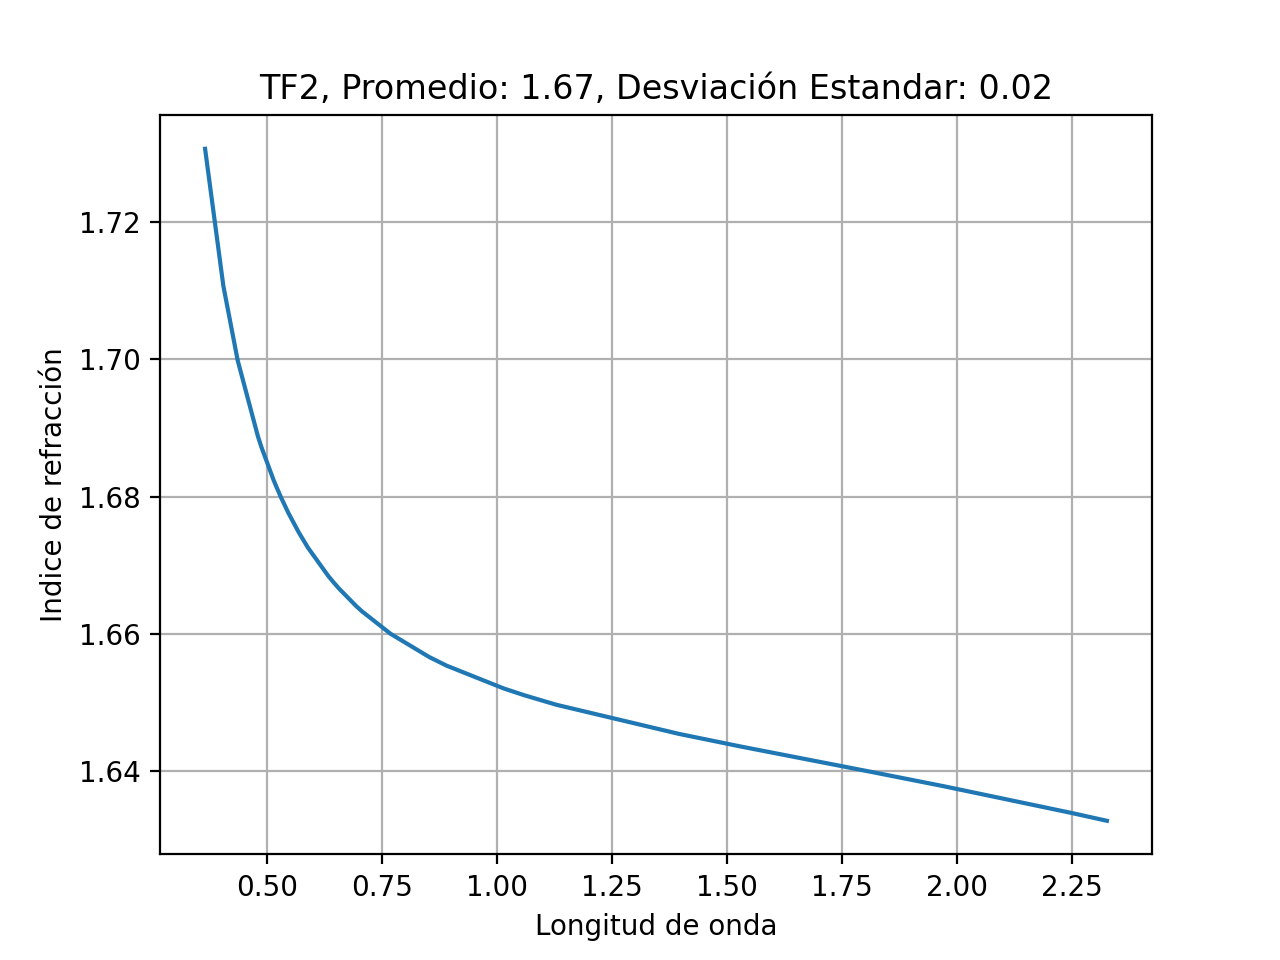 TF2, Promedio: 1.67, Desviación Estandar: 0.02
Indice de refracción
1.72
1.70
1.68
1.66
1.64
0.50 0.75 1.00 1.25 1.50 1.75 2.00 2.25
Longitud de onda